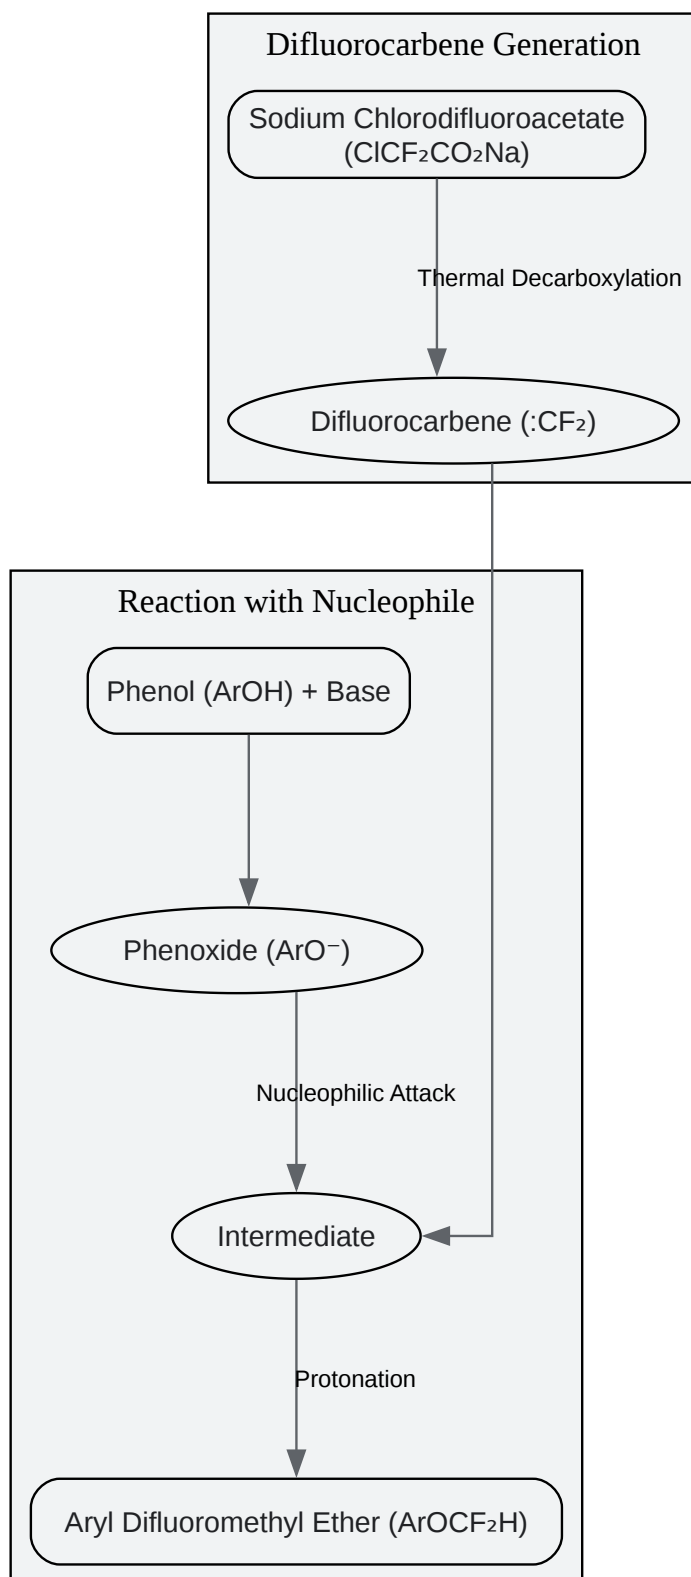 Difluorocarbene Generation
Sodium Chlorodifluoroacetate
(ClCF₂CO₂Na)
Thermal Decarboxylation
Difluorocarbene (:CF₂)
Reaction with Nucleophile
Phenol (ArOH) + Base
Phenoxide (ArO⁻)
Nucleophilic Attack
Intermediate
Protonation
Aryl Difluoromethyl Ether (ArOCF₂H)